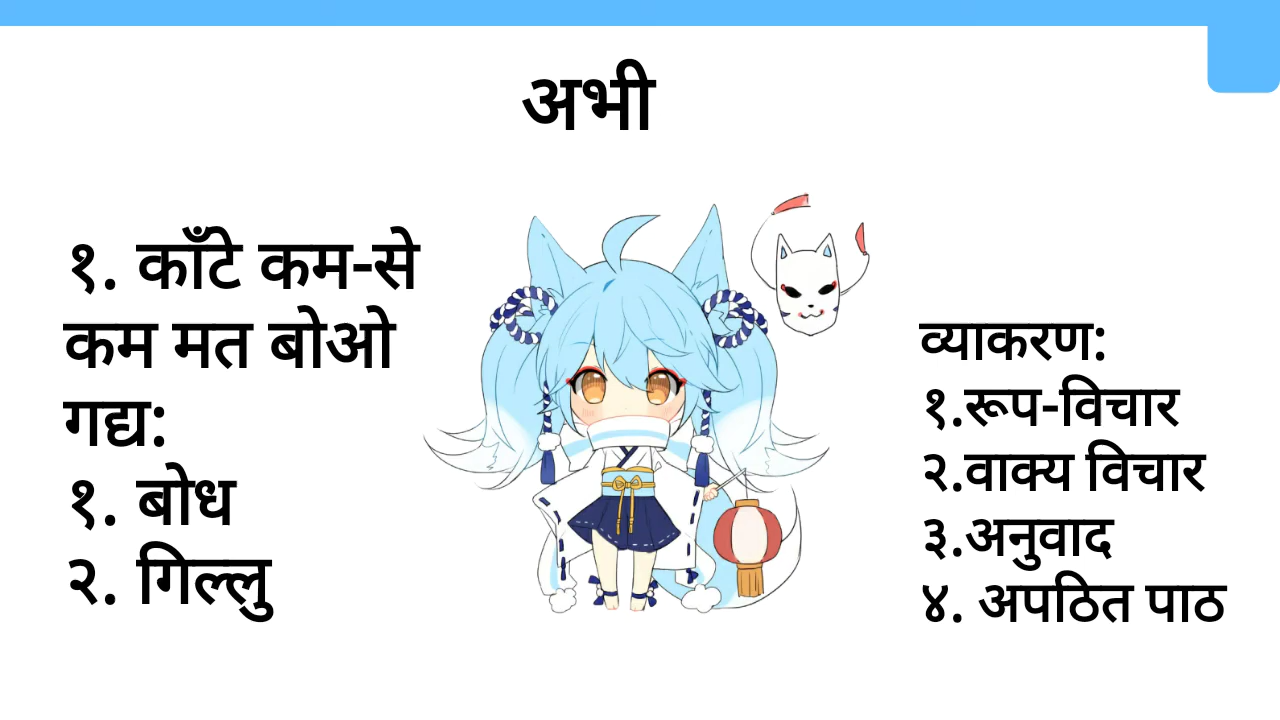 अभी
१. काँटे कम-से
कम मत बोओ
गद्य:
१. बोध
२. गिल्लु
व्याकरण:
१.रूप-विचार
२.वाक्य विचार
३.अनुवाद
४. अपठित पाठ